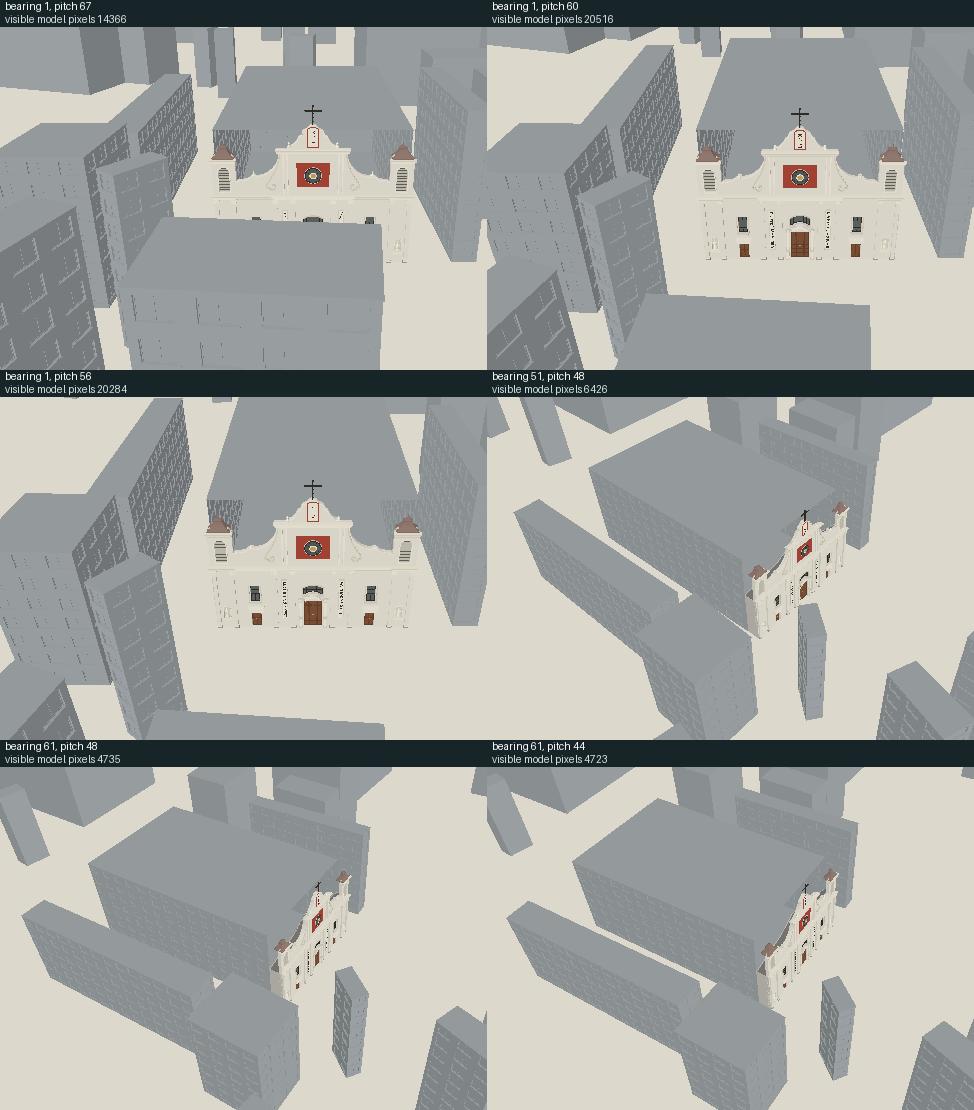 bearing 1, pitch 67
visible model pixels 14366
bearing 1, pitch 60
visible model pixels 20516
bearing 1, pitch 56
visible model pixels 20284
bearing 51, pitch 48
visible model pixels 6426
bearing 61, pitch 48
visible model pixels 4735
bearing 61, pitch 44
visible model pixels 4723